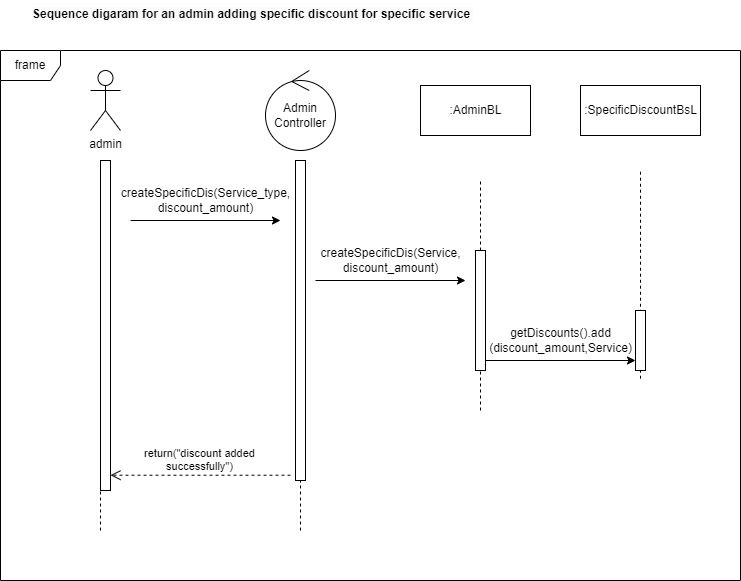 Sequence digaram for an admin adding specific discount for specific service
frame
Admin
Controller
:AdminBL
:SpecificDiscountBsL
admin
createSpecificDis(Service_type,
discount_amount)
createSpecificDis(Service,
discount_amount)
getDiscounts().add
(discount_amount,Service)
return("discount added
successfully")